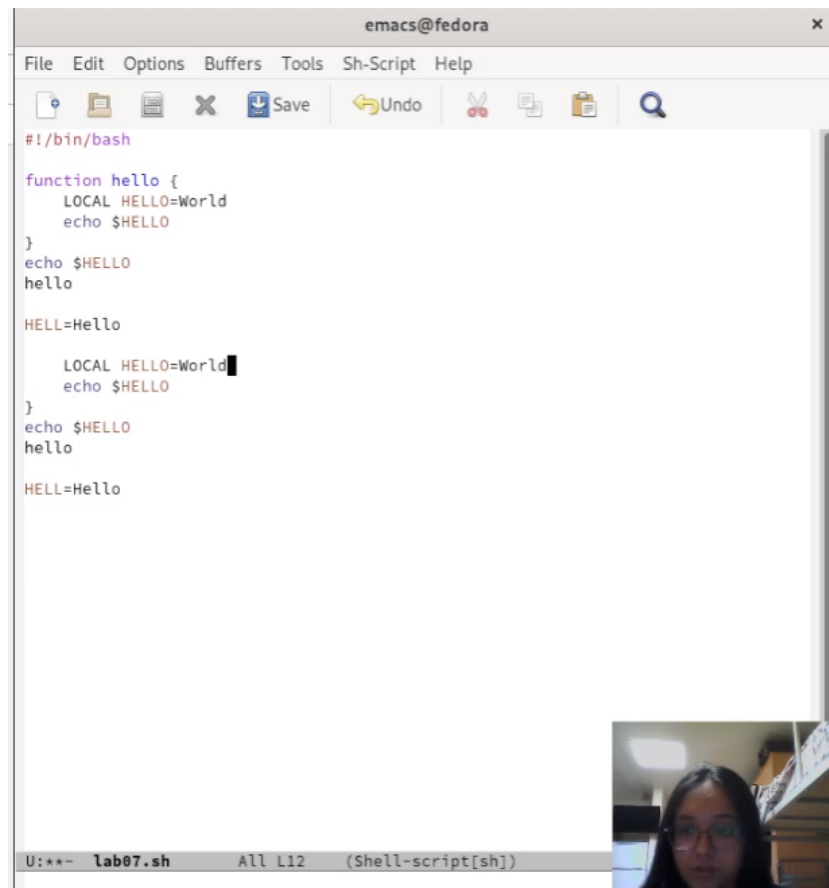 emacs@fedora ×
File Edit Options Buffers Tools Sh-Script Help
Save Undo
#!/bin/bash
function hello {
    LOCAL HELLO=World
    echo $HELLO
}
echo $HELLO
hello
HELL=Hello
    LOCAL HELLO=World
    echo $HELLO
}
echo $HELLO
hello
HELL=Hello
U:**- lab07.sh All L12 (Shell-script[sh])